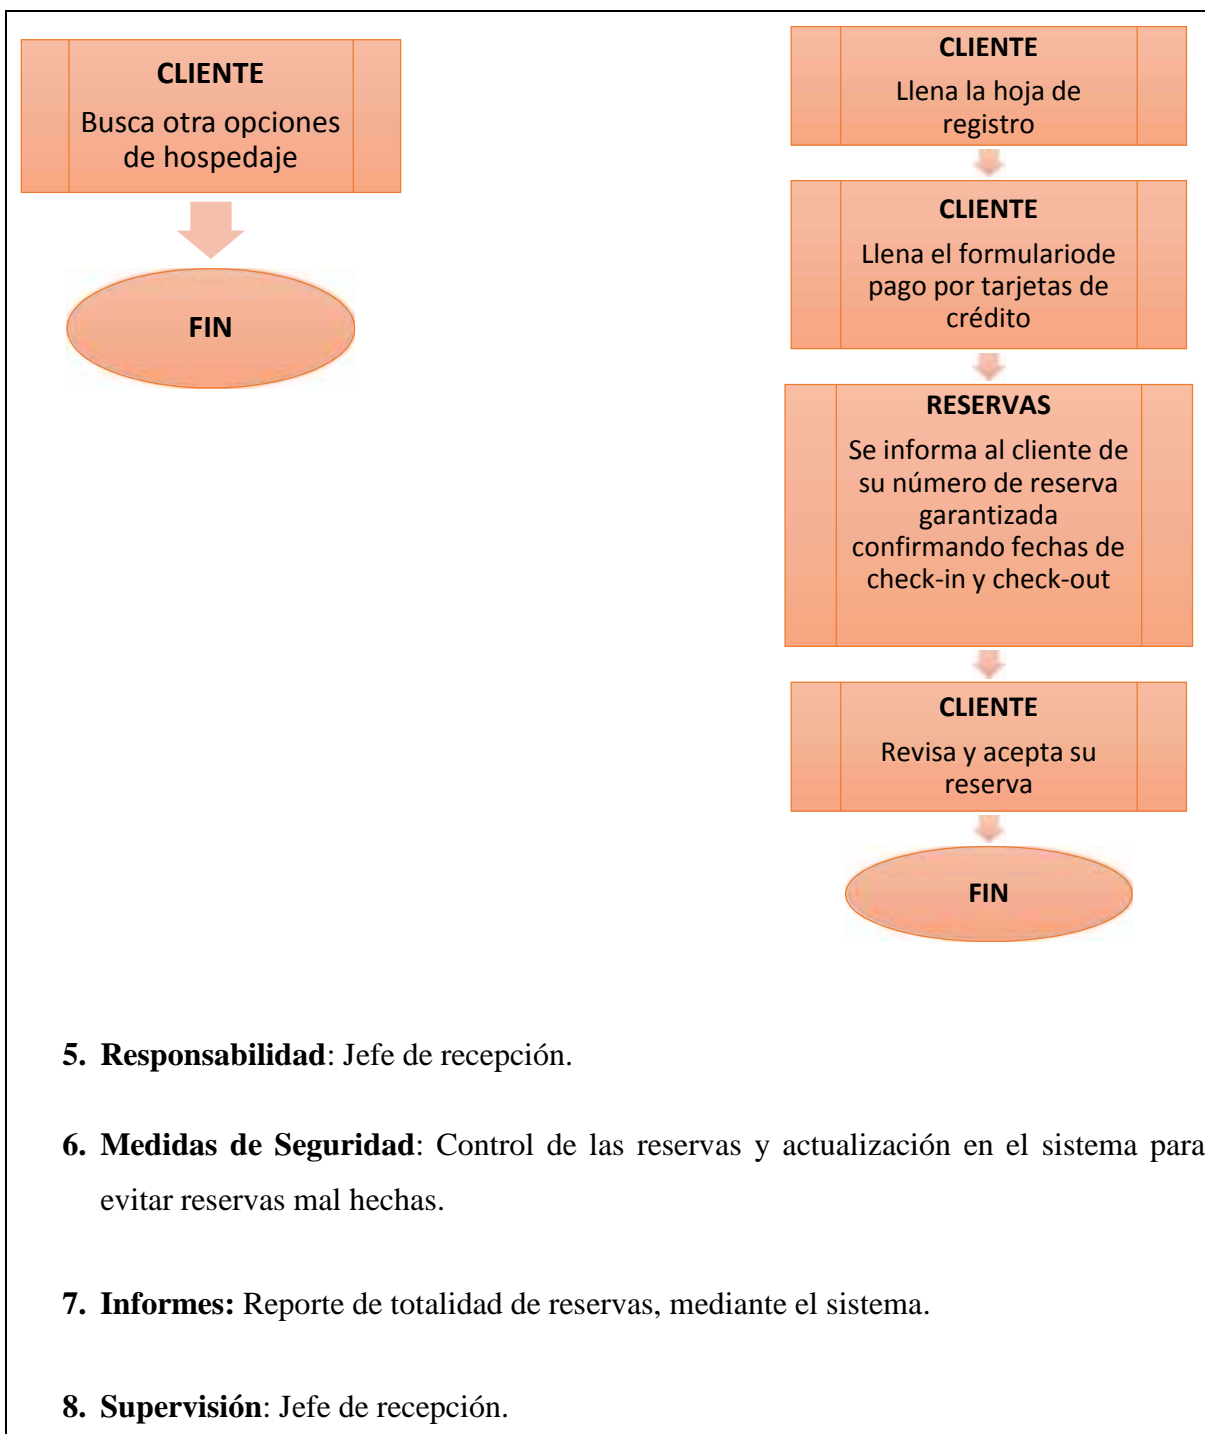 CLIENTE
Busca otra opciones
de hospedaje
FIN
CLIENTE
Llena la hoja de
registro
CLIENTE
Llena el formulariode
pago por tarjetas de
crédito
RESERVAS
Se informa al cliente de
su número de reserva
garantizada
confirmando fechas de
check-in y check-out
CLIENTE
Revisa y acepta su
reserva
FIN
5. Responsabilidad: Jefe de recepción.
6. Medidas de Seguridad: Control de las reservas y actualización en el sistema para
evitar reservas mal hechas.
7. Informes: Reporte de totalidad de reservas, mediante el sistema.
8. Supervisión: Jefe de recepción.